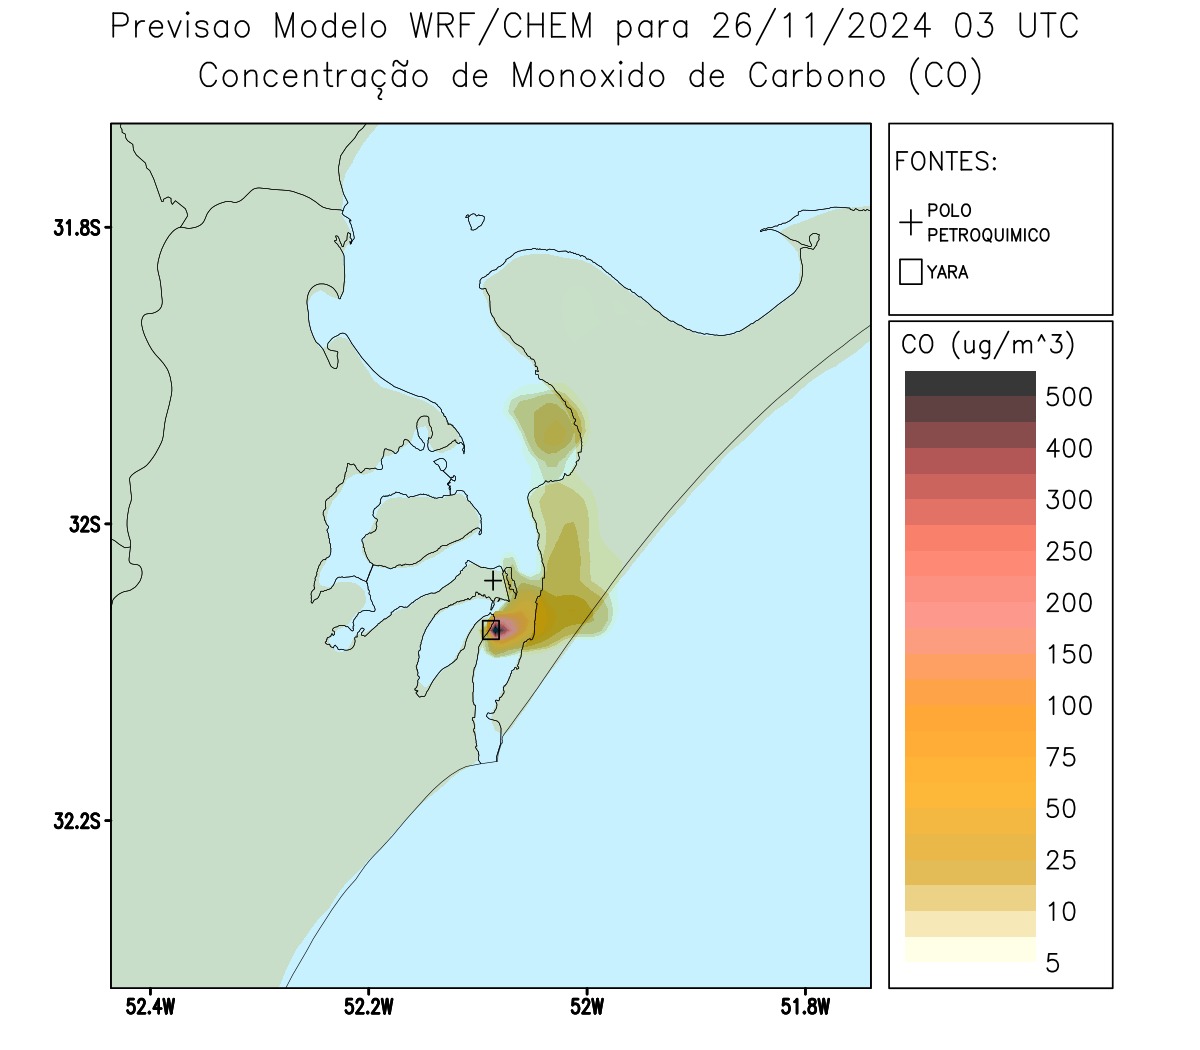 Previsao Modelo WRF/CHEM para 26/11/2024 03 UTC
Concentração de Monoxido de Carbono (CO)
FONTES:
POLO
PETROQUIMICO
YARA
CO (ug/m^3)
500
400
300
250
200
150
100
75
50
25
10
5
31.8S
32S
32.2S
52.4W
52.2W
52W
51.8W